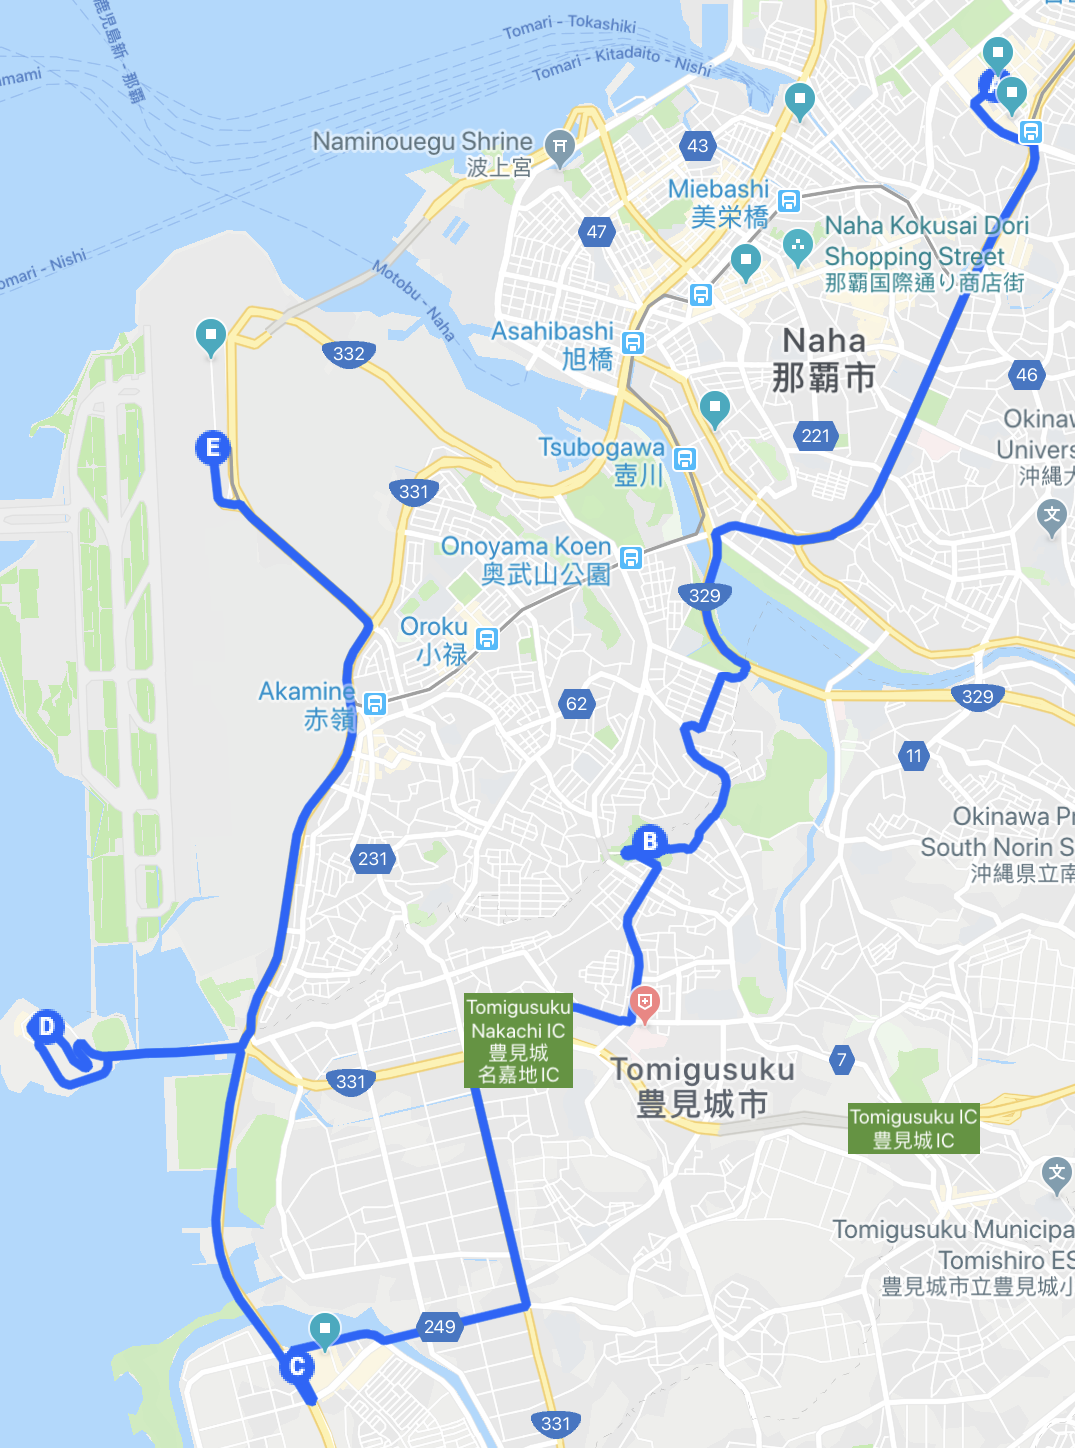 鹿児島新 - 那覇
Tomari - Tokashiki
Tomari - Kitadaito - Nishi
Naminouegu Shrine
波上宮
43
Miebashi
美栄橋
47
Naha Kokusai Dori
Shopping Street
那覇国際通り商店街
Tomari - Nishi
Motobu - Naha
Asahibashi
旭橋
332
Naha
那覇市
46
Okinawa
Univers
沖縄大
221
Tsubogawa
壺川
E
331
Onoyama Koen
奥武山公園
329
Oroku
小禄
Akamine
赤嶺
62
329
11
B
Okinawa Pr
South Norin S
沖縄県立南
231
D
Tomigusuku
Nakachi IC
豊見城
名嘉地 IC
Tomigusuku
豊見城市
7
331
Tomigusuku IC
豊見城 IC
Tomigusuku Municipa
Tomishiro ES
豊見城市立豊見城小
249
C
331